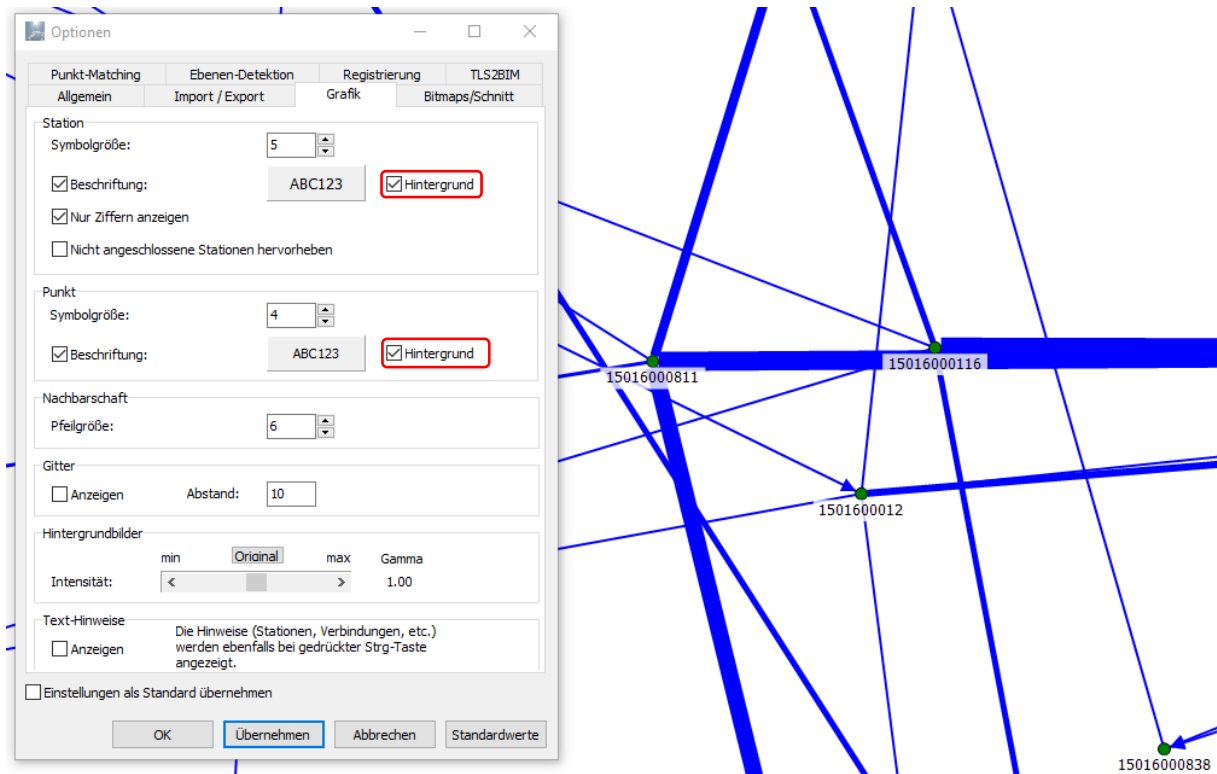 Optionen
Punkt-Matching Ebenen-Detektion Registrierung TLS2BIM
Allgemein Import / Export Grafik Bitmaps/Schnitt
Station
Symbolgröße: 5
Beschriftung: ABC123 Hintergrund
Nur Ziffern anzeigen
Nicht angeschlossene Stationen hervorheben
Punkt
Symbolgröße: 4
Beschriftung: ABC123 Hintergrund
Nachbarschaft
Pfeilgröße: 6
Gitter
Anzeigen Abstand: 10
Hintergrundbilder
min Original max Gamma
Intensität: 1.00
Text-Hinweise
Anzeigen
Die Hinweise (Stationen, Verbindungen, etc.)
werden ebenfalls bei gedrückter Strg-Taste
angezeigt.
Einstellungen als Standard übernehmen
OK Übernehmen Abbrechen Standardwerte
15016000116
15016000811
1501600012
15016000838